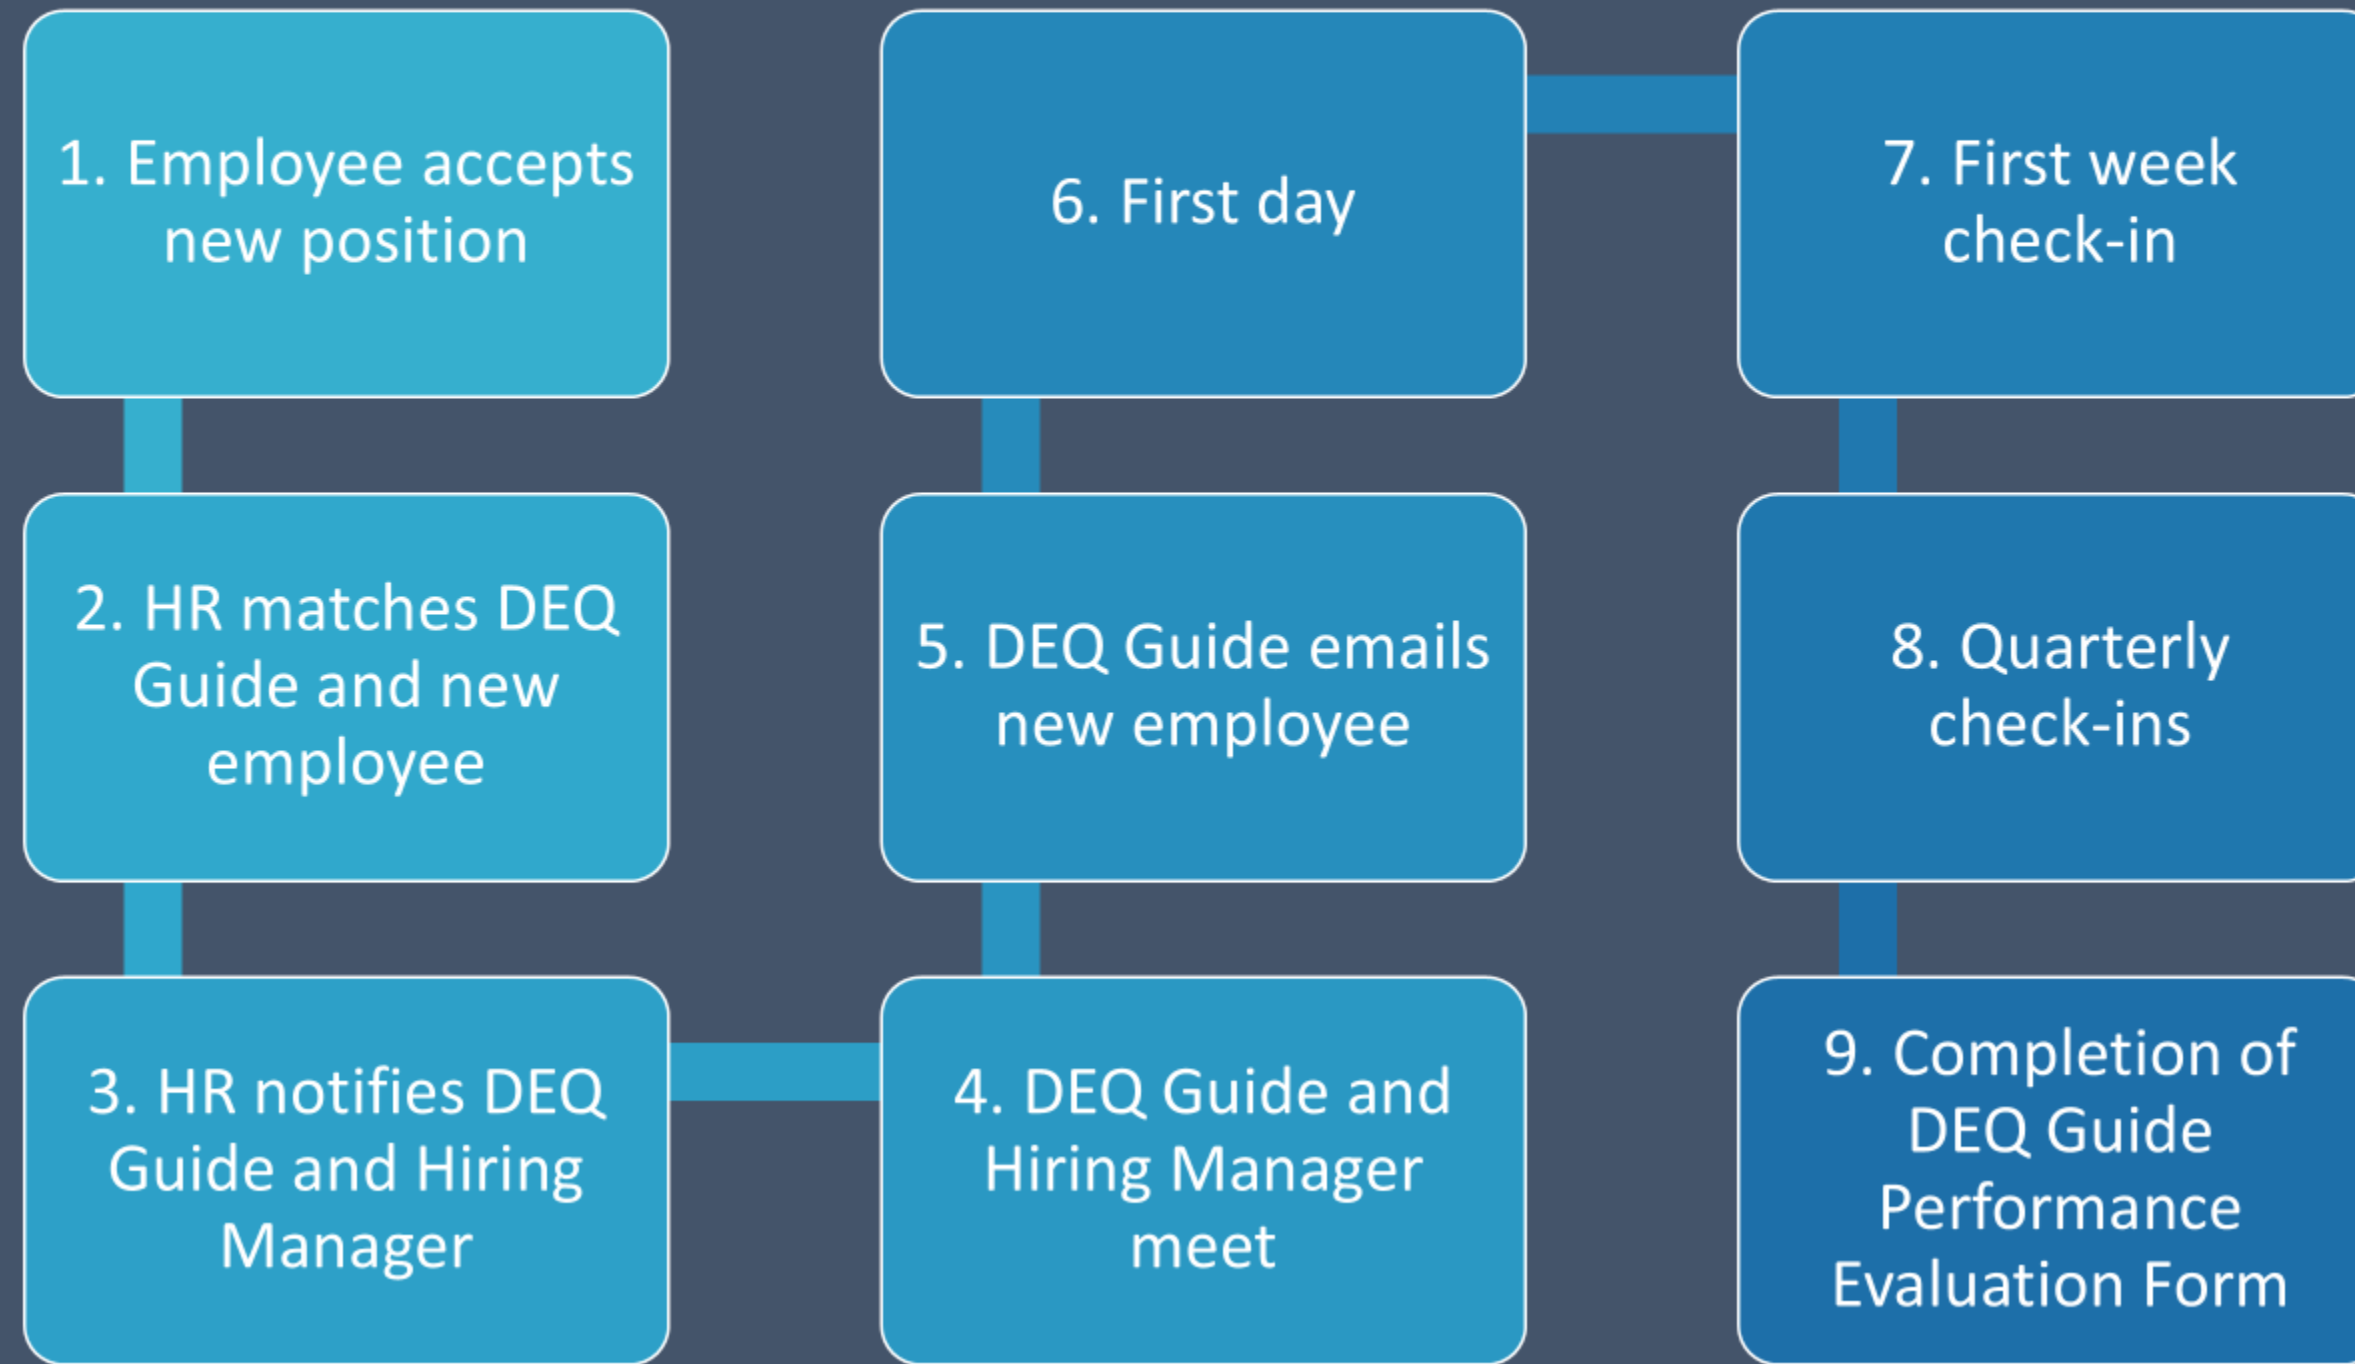 1. Employee accepts
new position
2. HR matches DEQ
Guide and new
employee
3. HR notifies DEQ
Guide and Hiring
Manager
4. DEQ Guide and
Hiring Manager
meet
5. DEQ Guide emails
new employee
6. First day
7. First week
check-in
8. Quarterly
check-ins
9. Completion of
DEQ Guide
Performance
Evaluation Form